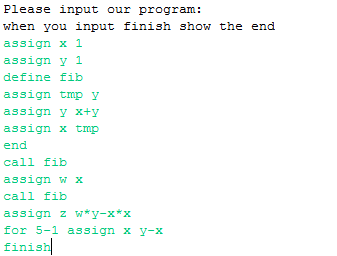 Please input our program:
when you input finish show the end
assign x 1
assign y 1
define fib
assign tmp y
assign y x+y
assign x tmp
end
call fib
assign w x
call fib
assign z w*y-x*x
for 5-1 assign x y-x
finish